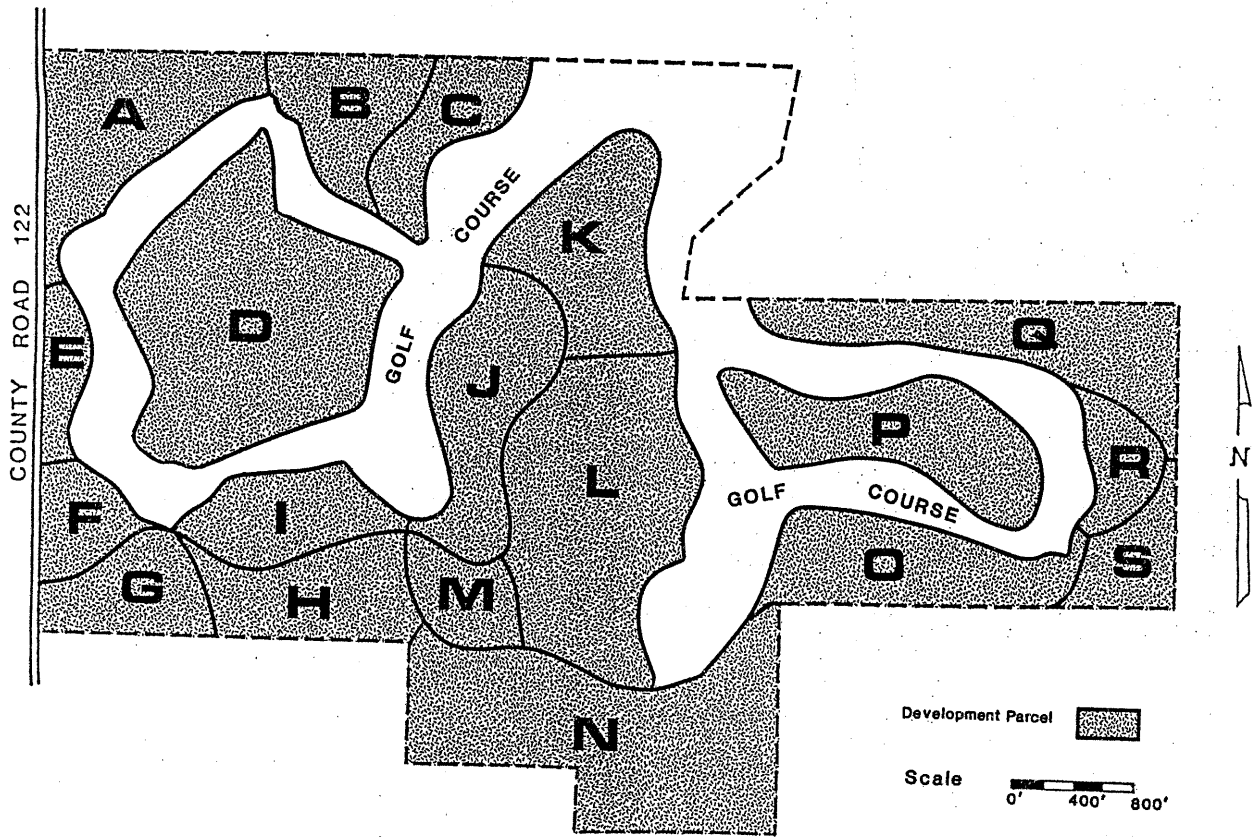 A
B
C
COURSE
K
COUNTY ROAD 122
D
GOLF
E
J
Q
P
R
N
L
GOLF COURSE
F
I
G
H
M
O
S
N
Development Parcel
Scale
0' 400' 800'